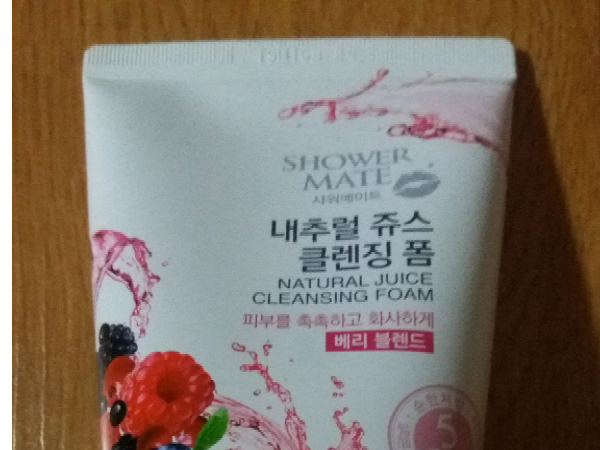 SHOWER
MATE
샤워메이트
내추럴 쥬스
클렌징 폼
NATURAL JUICE
CLEANSING FOAM
피부를 촉촉하고 화사하게
베리 블렌드
5